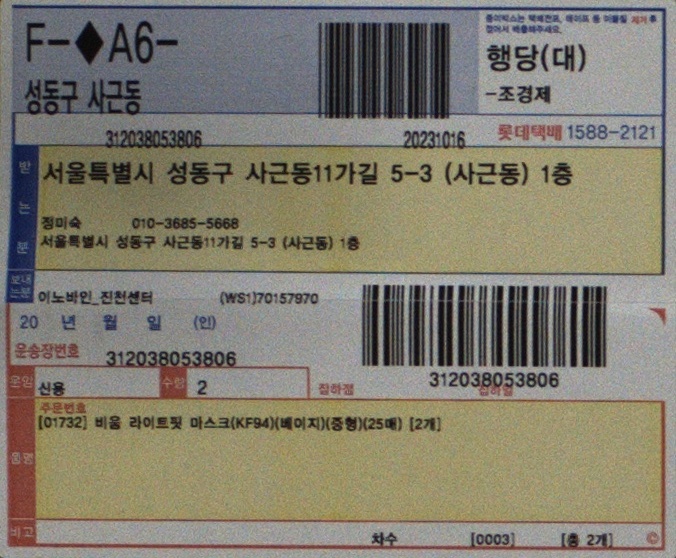 종이박스는 택배전표, 테이프 등 이물질 제거 후
접어서 배출해주세요.
F-◆A6-
행당(대)
성동구 사근동
-조경제
312038053806
20231016
롯데택배 1588-2121
받는분
서울특별시 성동구 사근동11가길 5-3 (사근동) 1층
정미숙 010-3685-5668
서울특별시 성동구 사근동11가길 5-3 (사근동) 1층
보내는분
이노바인_진천센터 (WS1)70157970
20 년 월 일 (인)
운송장번호 312038053806
312038053806
운임 신용 수량 2 집하점 집하일
주문번호
[01732] 비움 라이트핏 마스크(KF94)(베이지)(중형)(25매) [2개]
품명
비고 차수 [0003] [총 2개] ©